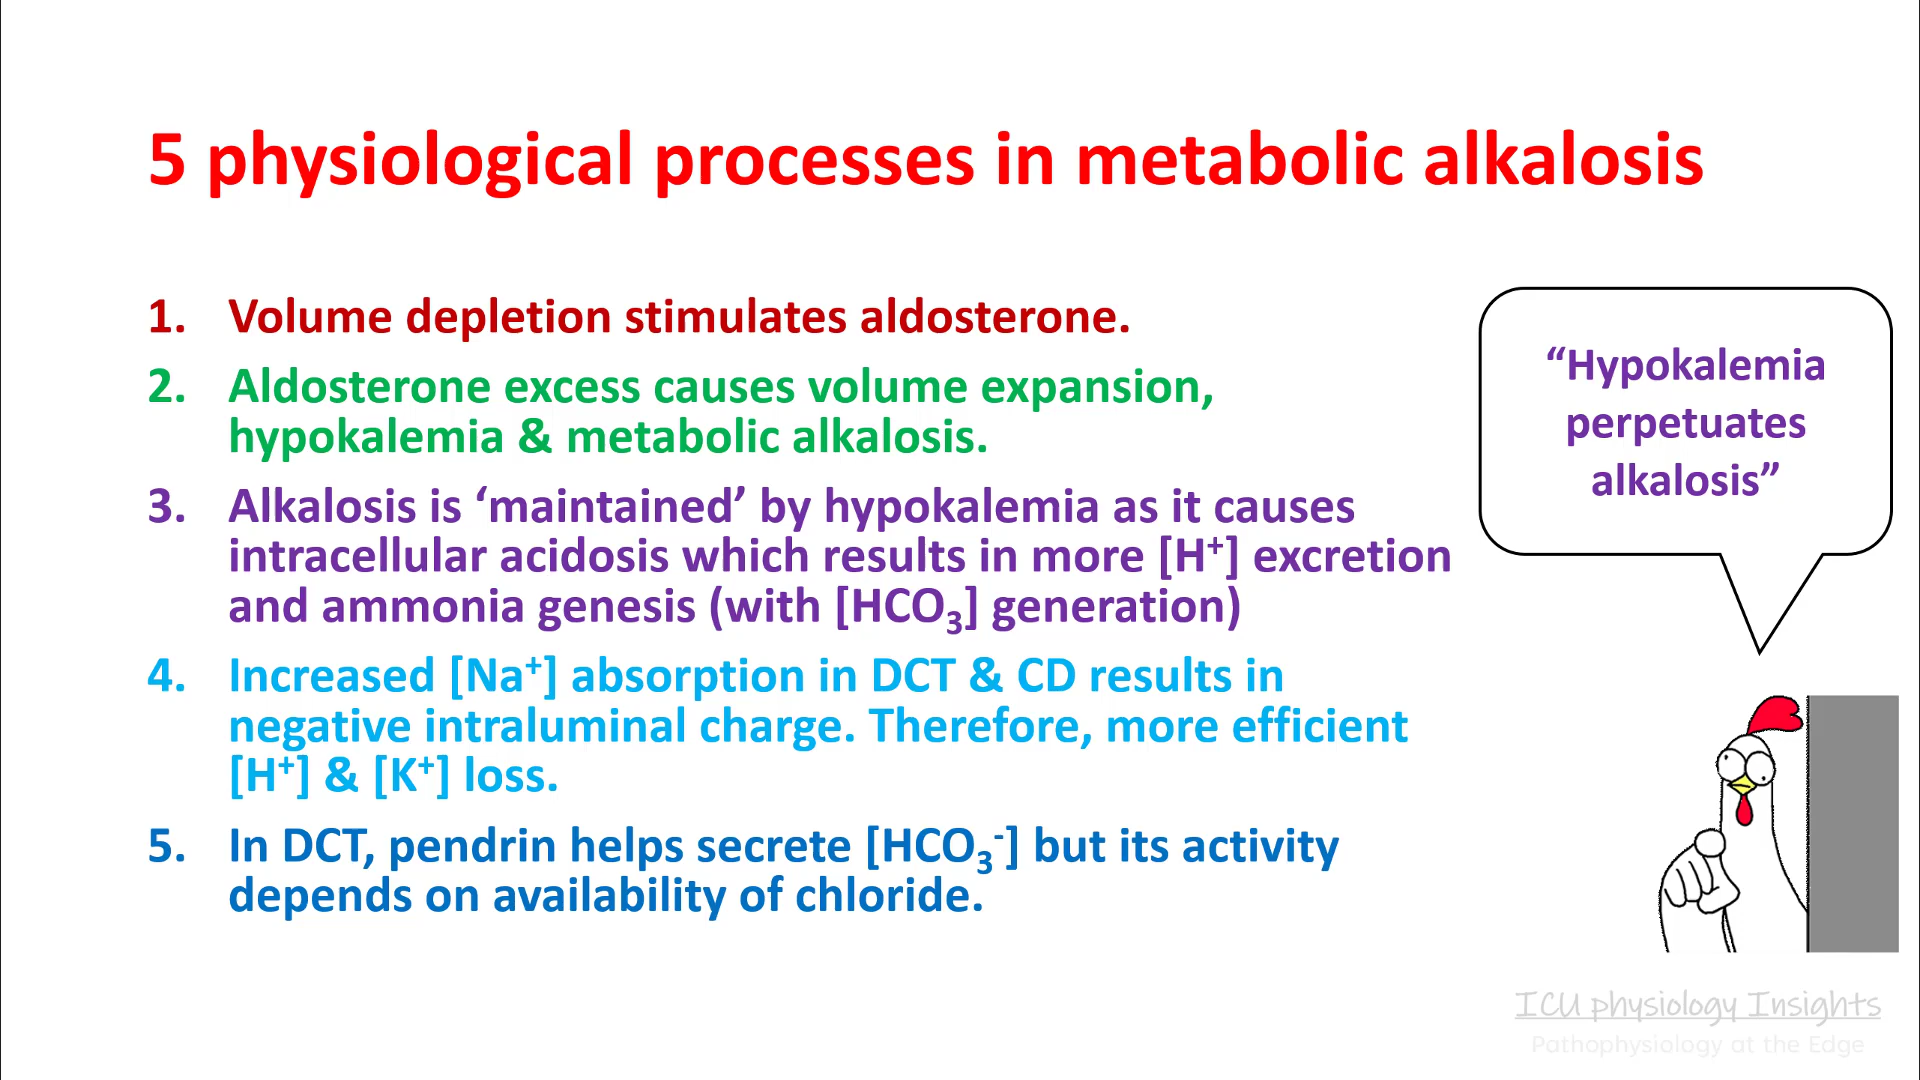 5 physiological processes in metabolic alkalosis
1. Volume depletion stimulates aldosterone.
2. Aldosterone excess causes volume expansion,
hypokalemia & metabolic alkalosis.
3. Alkalosis is ‘maintained’ by hypokalemia as it causes
intracellular acidosis which results in more [H⁺] excretion
and ammonia genesis (with [HCO₃] generation)
4. Increased [Na⁺] absorption in DCT & CD results in
negative intraluminal charge. Therefore, more efficient
[H⁺] & [K⁺] loss.
5. In DCT, pendrin helps secrete [HCO₃⁻] but its activity
depends on availability of chloride.
“Hypokalemia
perpetuates
alkalosis”
ICU physiology Insights
Pathophysiology at the Edge